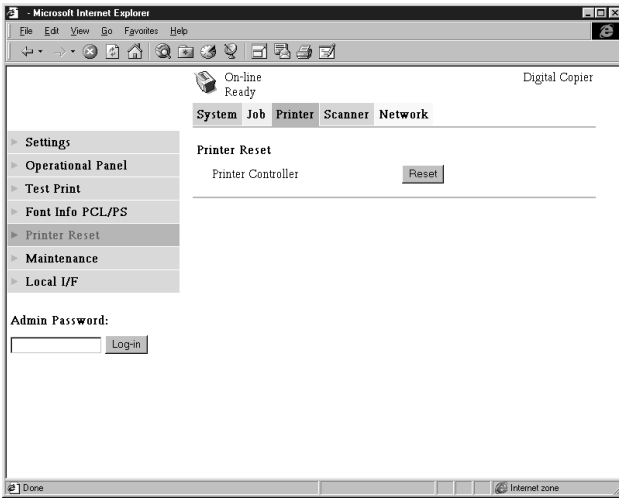 - Microsoft Internet Explorer
File Edit View Go Favorites Help
On-line
Ready
Digital Copier
System Job Printer Scanner Network
Settings
Operational Panel
Test Print
Font Info PCL/PS
Printer Reset
Maintenance
Local I/F
Admin Password:
Log-in
Printer Reset
Printer Controller Reset
Done
Internet zone